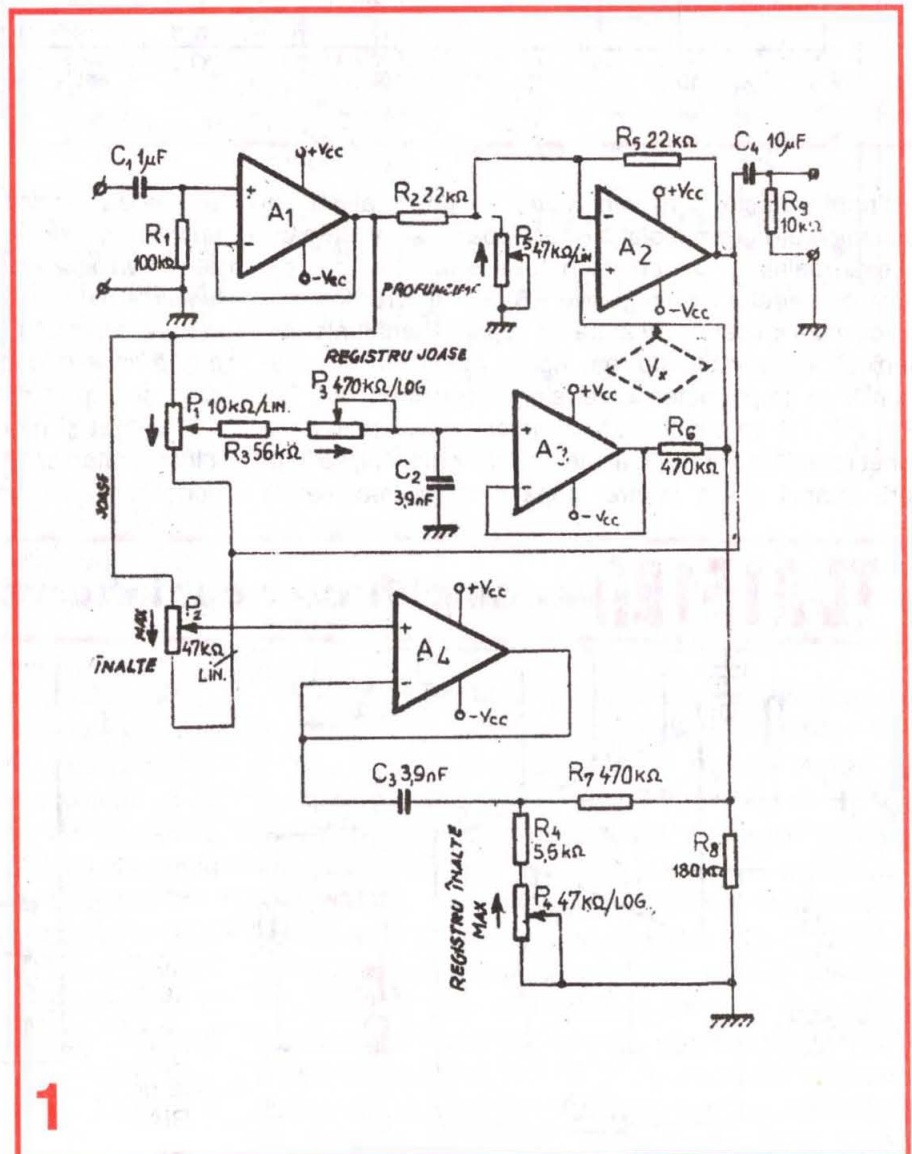 C1 1µF
R1
100kΩ
+
-
A1
+Vcc
-Vcc
R2 22kΩ
P5 47kΩ/LIN
R5 22kΩ
-
+
A2
+Vcc
-Vcc
C4 10µF
R9
10kΩ
Vx
REGISTRU JOASE
P3 470kΩ/LOG
P1 10kΩ/LIN.
R3 56kΩ
JOASE
C2
3,9nF
+
-
A3
+Vcc
-Vcc
R6
470kΩ
P2
47kΩ
LIN.
MAX
ÎNALTE
+
-
A4
+Vcc
-Vcc
C3 3,9nF
R7 470kΩ
R4
5,5kΩ
P4 47kΩ/LOG.
REGISTRU ÎNALTE
MAX
R8
180kΩ
1